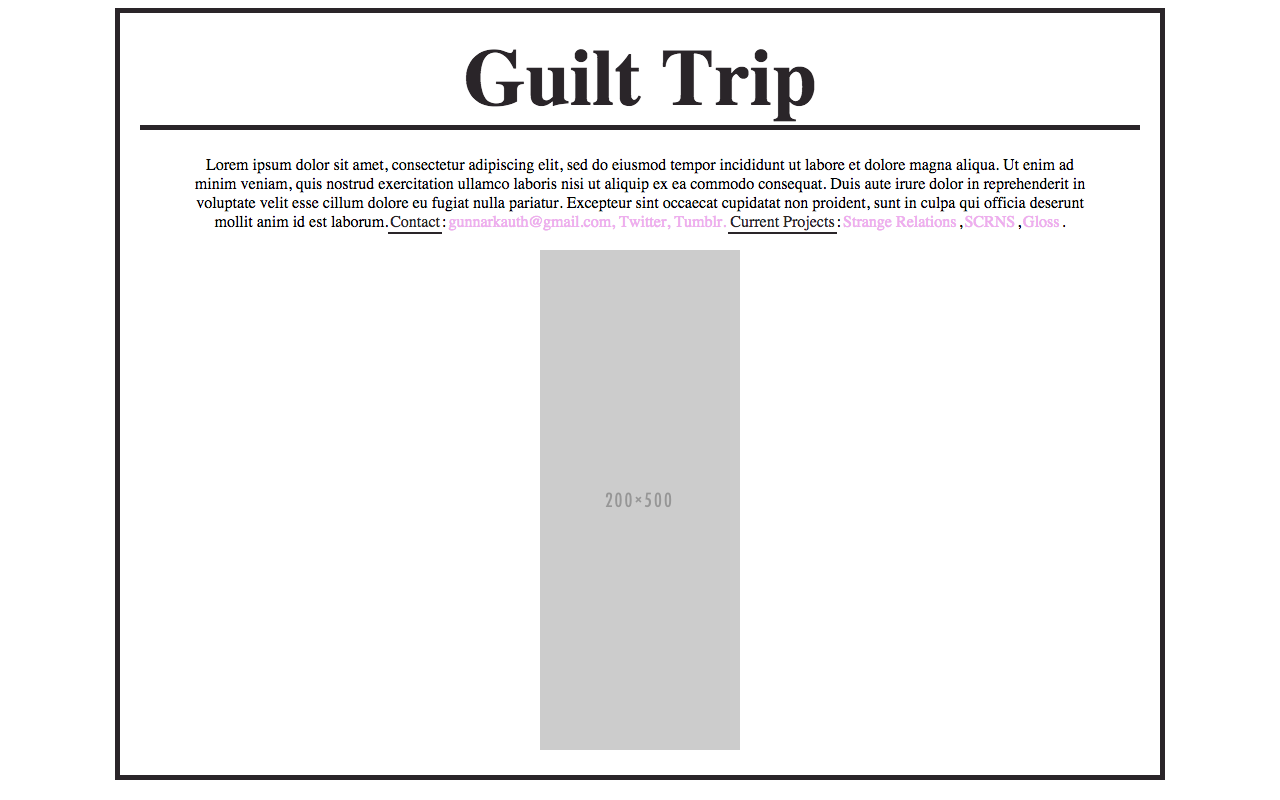 Guilt Trip
Lorem ipsum dolor sit amet, consectetur adipiscing elit, sed do eiusmod tempor incididunt ut labore et dolore magna aliqua. Ut enim ad
minim veniam, quis nostrud exercitation ullamco laboris nisi ut aliquip ex ea commodo consequat. Duis aute irure dolor in reprehenderit in
voluptate velit esse cillum dolore eu fugiat nulla pariatur. Excepteur sint occaecat cupidatat non proident, sunt in culpa qui officia deserunt
mollit anim id est laborum. Contact : gunnarkauth@gmail.com, Twitter, Tumblr. Current Projects : Strange Relations , SCRNS , Gloss .
200×500